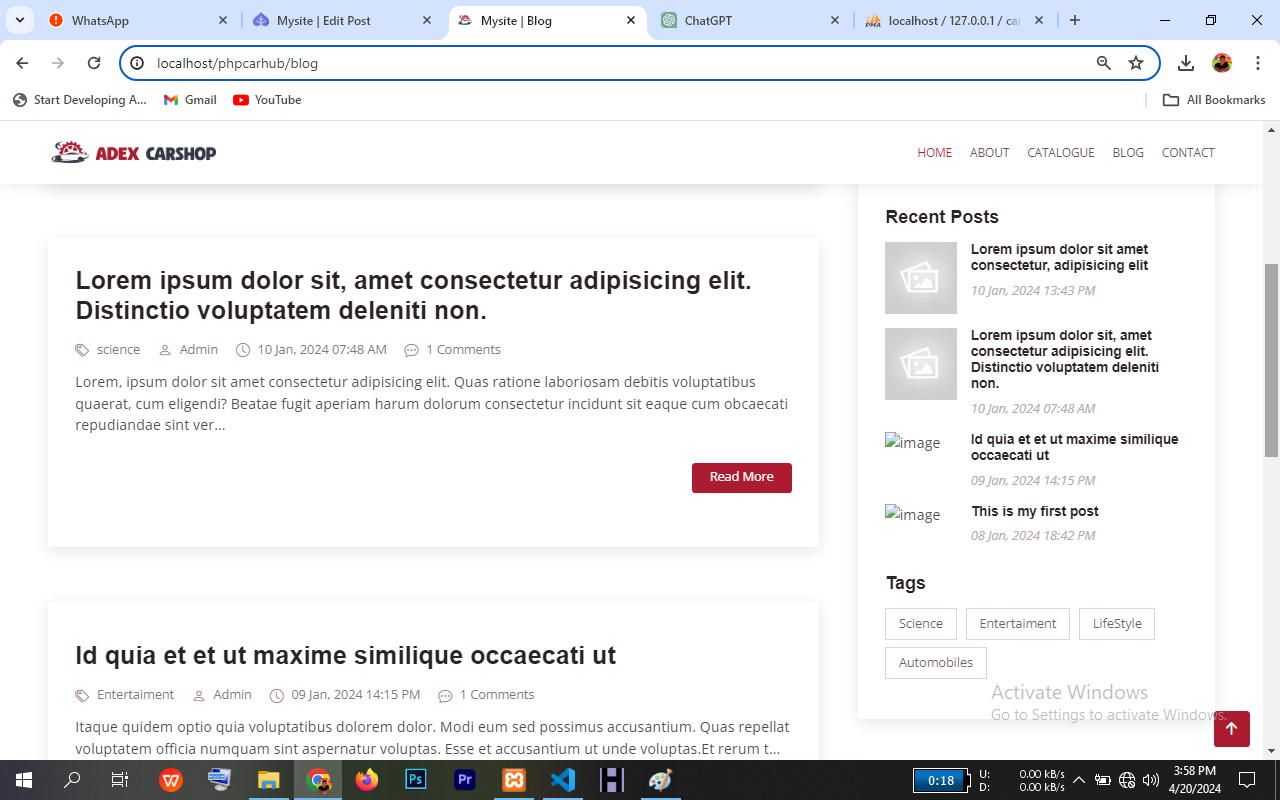 WhatsApp
Mysite | Edit Post
Mysite | Blog
ChatGPT
localhost / 127.0.0.1 / car
localhost/phpcarhub/blog
Start Developing A...
Gmail
YouTube
All Bookmarks
ADEX CARSHOP
HOME
ABOUT
CATALOGUE
BLOG
CONTACT
Lorem ipsum dolor sit, amet consectetur adipisicing elit.
Distinctio voluptatem deleniti non.
science Admin 10 Jan, 2024 07:48 AM 1 Comments
Lorem, ipsum dolor sit amet consectetur adipisicing elit. Quas ratione laboriosam debitis voluptatibus
quaerat, cum eligendi? Beatae fugit aperiam harum dolorum consectetur incidunt sit eaque cum obcaecati
repudiandae sint ver...
Read More
Id quia et et ut maxime similique occaecati ut
Entertaiment Admin 09 Jan, 2024 14:15 PM 1 Comments
Itaque quidem optio quia voluptatibus dolorem dolor. Modi eum sed possimus accusantium. Quas repellat
voluptatem officia numquam sint aspernatur voluptas. Esse et accusantium ut unde voluptas.Et rerum t...
Recent Posts
Lorem ipsum dolor sit amet
consectetur, adipisicing elit
10 Jan, 2024 13:43 PM
Lorem ipsum dolor sit, amet
consectetur adipisicing elit.
Distinctio voluptatem deleniti
non.
10 Jan, 2024 07:48 AM
image
Id quia et et ut maxime similique
occaecati ut
09 Jan, 2024 14:15 PM
image
This is my first post
08 Jan, 2024 18:42 PM
Tags
Science
Entertaiment
LifeStyle
Automobiles
Activate Windows
Go to Settings to activate Windows.
W
Ps
Pr
0:18
U: 0.00 kB/s
D: 0.00 kB/s
3:58 PM
4/20/2024